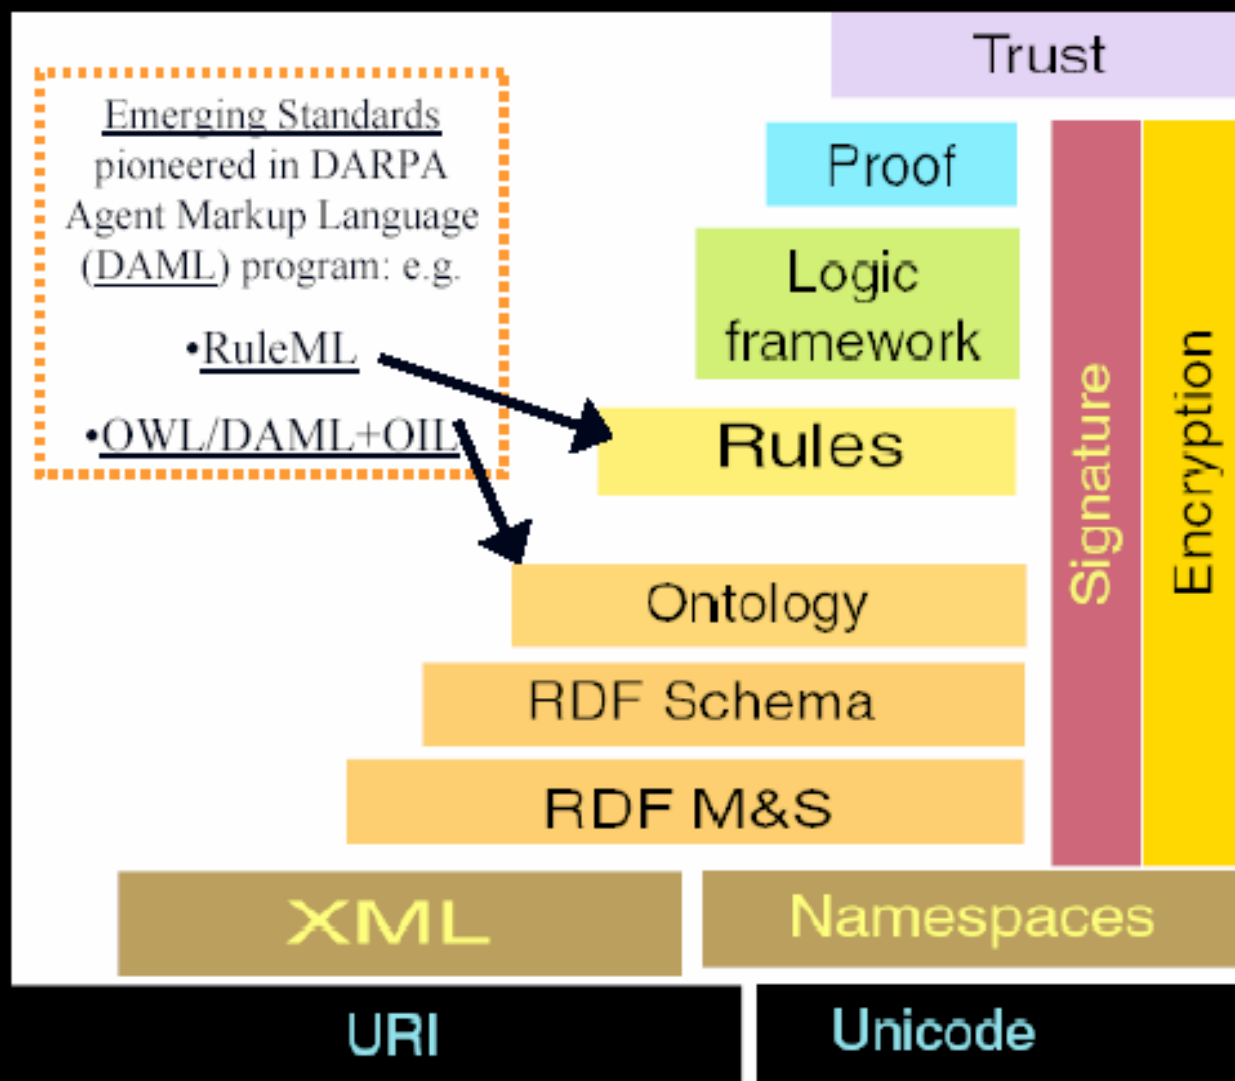 Trust
Emerging Standards
pioneered in DARPA
Agent Markup Language
(DAML) program: e.g.
•RuleML
•OWL/DAML+OIL
Proof
Logic
framework
Rules
Ontology
RDF Schema
RDF M&S
Signature
Encryption
XML
Namespaces
URI
Unicode